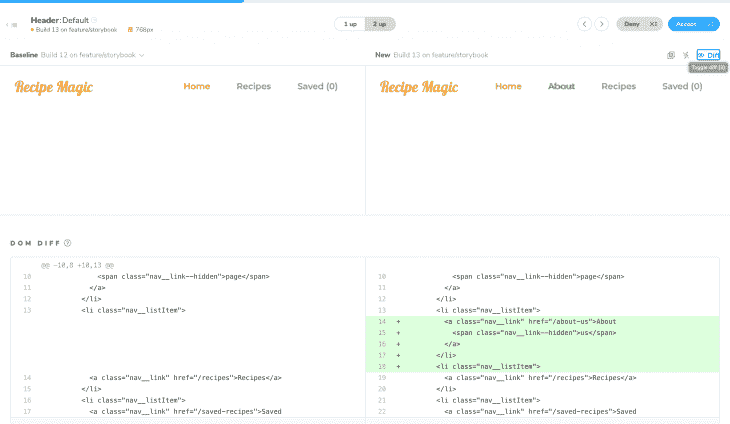 Header: Default
Build 13 on feature/storybook 768px
1 up 2 up
Deny
Accept
Baseline Build 13 on feature/storybook
New Build 13 on feature/storybook
Diff
Toggle diff
Recipe Magic Home Recipes Saved (0)
Recipe Magic Home About Recipes Saved (0)
DOM DIFF
@@ -10,8 +10,13 @@
10 <span class="nav__link--hidden">page</span>
11 </a>
12 </li>
13 <li class="nav__listItem">
14 <a class="nav__link" href="/recipes">Recipes</a>
15 </li>
16 <li class="nav__listItem">
17 <a class="nav__link" href="/saved-recipes">Saved
10 <span class="nav__link--hidden">page</span>
11 </a>
12 </li>
13 <li class="nav__listItem">
14 + <a class="nav__link" href="/about-us">About
15 + <span class="nav__link--hidden">us</span>
16 + </a>
17 + </li>
18 + <li class="nav__listItem">
19 <a class="nav__link" href="/recipes">Recipes</a>
20 </li>
21 <li class="nav__listItem">
22 <a class="nav__link" href="/saved-recipes">Saved